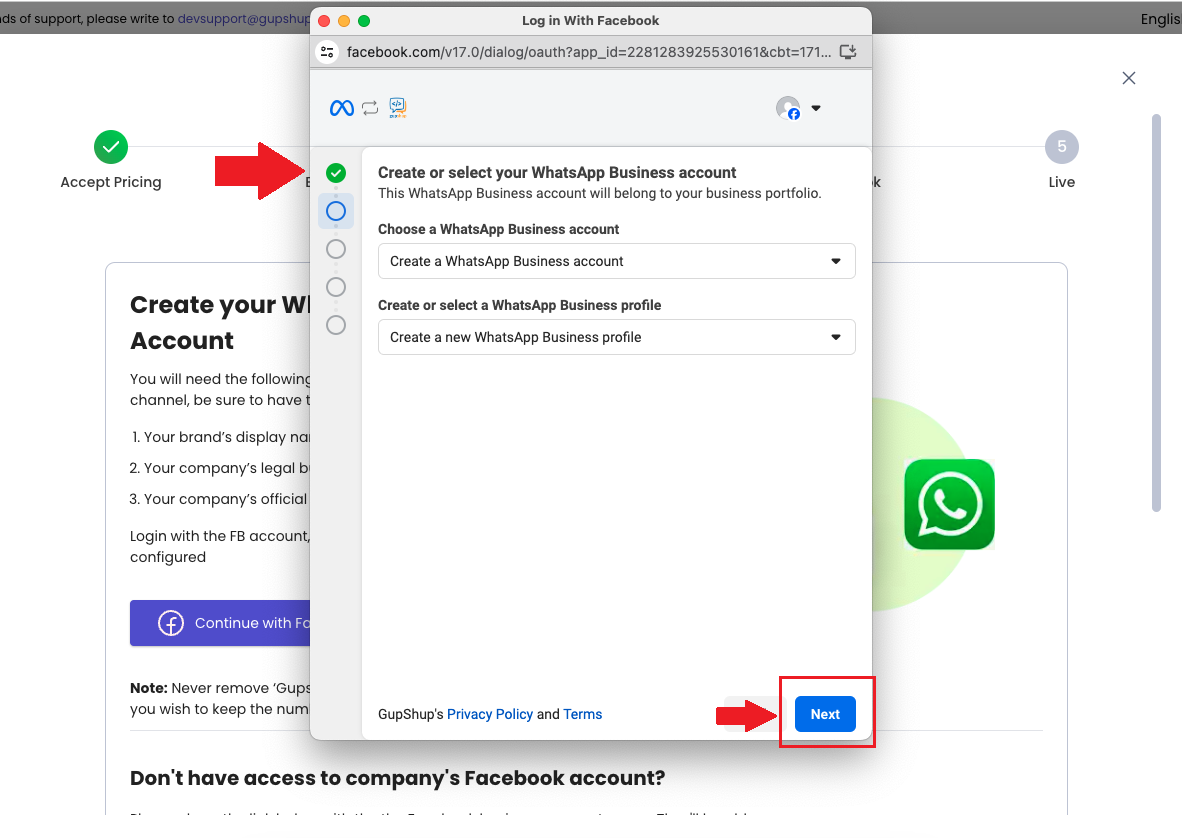 ds of support, please write to devsupport@gupshup
Englis
Log in With Facebook
facebook.com/v17.0/dialog/oauth?app_id=2281283925530161&cbt=171...
Accept Pricing
5
Live
Create or select your WhatsApp Business account
This WhatsApp Business account will belong to your business portfolio.
Choose a WhatsApp Business account
Create a WhatsApp Business account
Create or select a WhatsApp Business profile
Create a new WhatsApp Business profile
Create your W
Account
You will need the following
channel, be sure to have t
1. Your brand’s display na
2. Your company’s legal b
3. Your company’s official
Login with the FB account,
configured
Continue with Fa
Note: Never remove ‘Gups
you wish to keep the num
GupShup's Privacy Policy and Terms
Next
Don't have access to company's Facebook account?